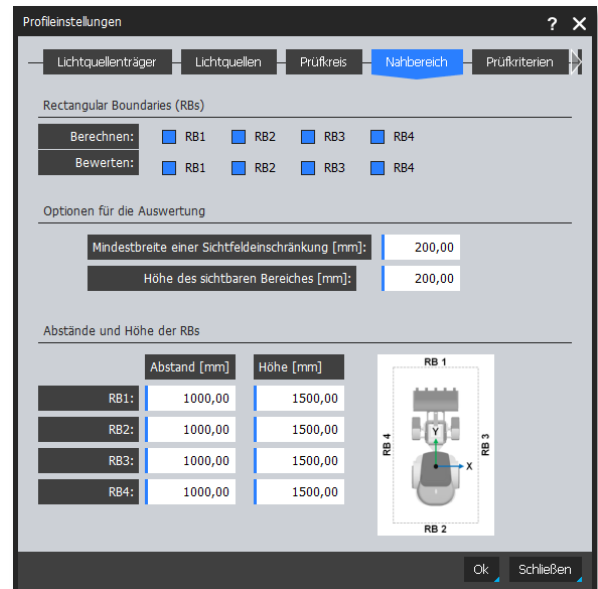 Profileinstellungen ? X
Lichtquellenträger Lichtquellen Prüfkreis Nahbereich Prüfkriterien
Rectangular Boundaries (RBs)
Berechnen: RB1 RB2 RB3 RB4
Bewerten: RB1 RB2 RB3 RB4
Optionen für die Auswertung
Mindestbreite einer Sichtfeldeinschränkung [mm]: 200,00
Höhe des sichtbaren Bereiches [mm]: 200,00
Abstände und Höhe der RBs
Abstand [mm] Höhe [mm]
RB1: 1000,00 1500,00
RB2: 1000,00 1500,00
RB3: 1000,00 1500,00
RB4: 1000,00 1500,00
RB 1
RB 4
Y
X
RB 3
RB 2
Ok Schließen